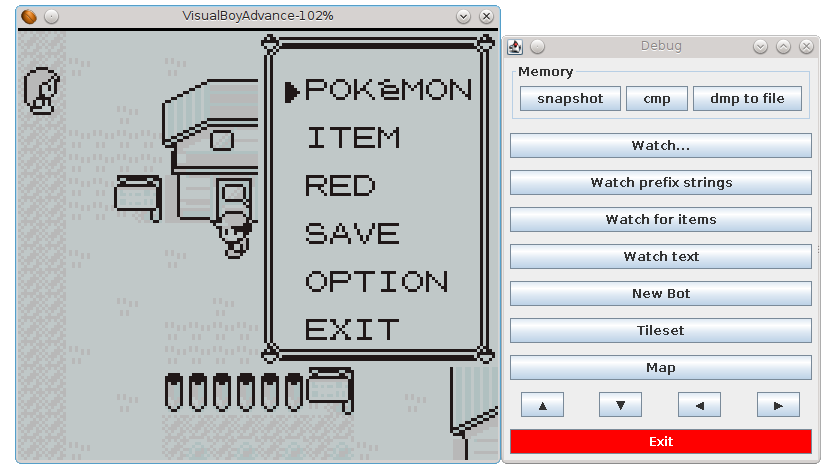 VisualBoyAdvance-102%
POKéMON
ITEM
RED
SAVE
OPTION
EXIT
Debug
Memory
snapshot cmp dmp to file
Watch...
Watch prefix strings
Watch for items
Watch text
New Bot
Tileset
Map
Exit